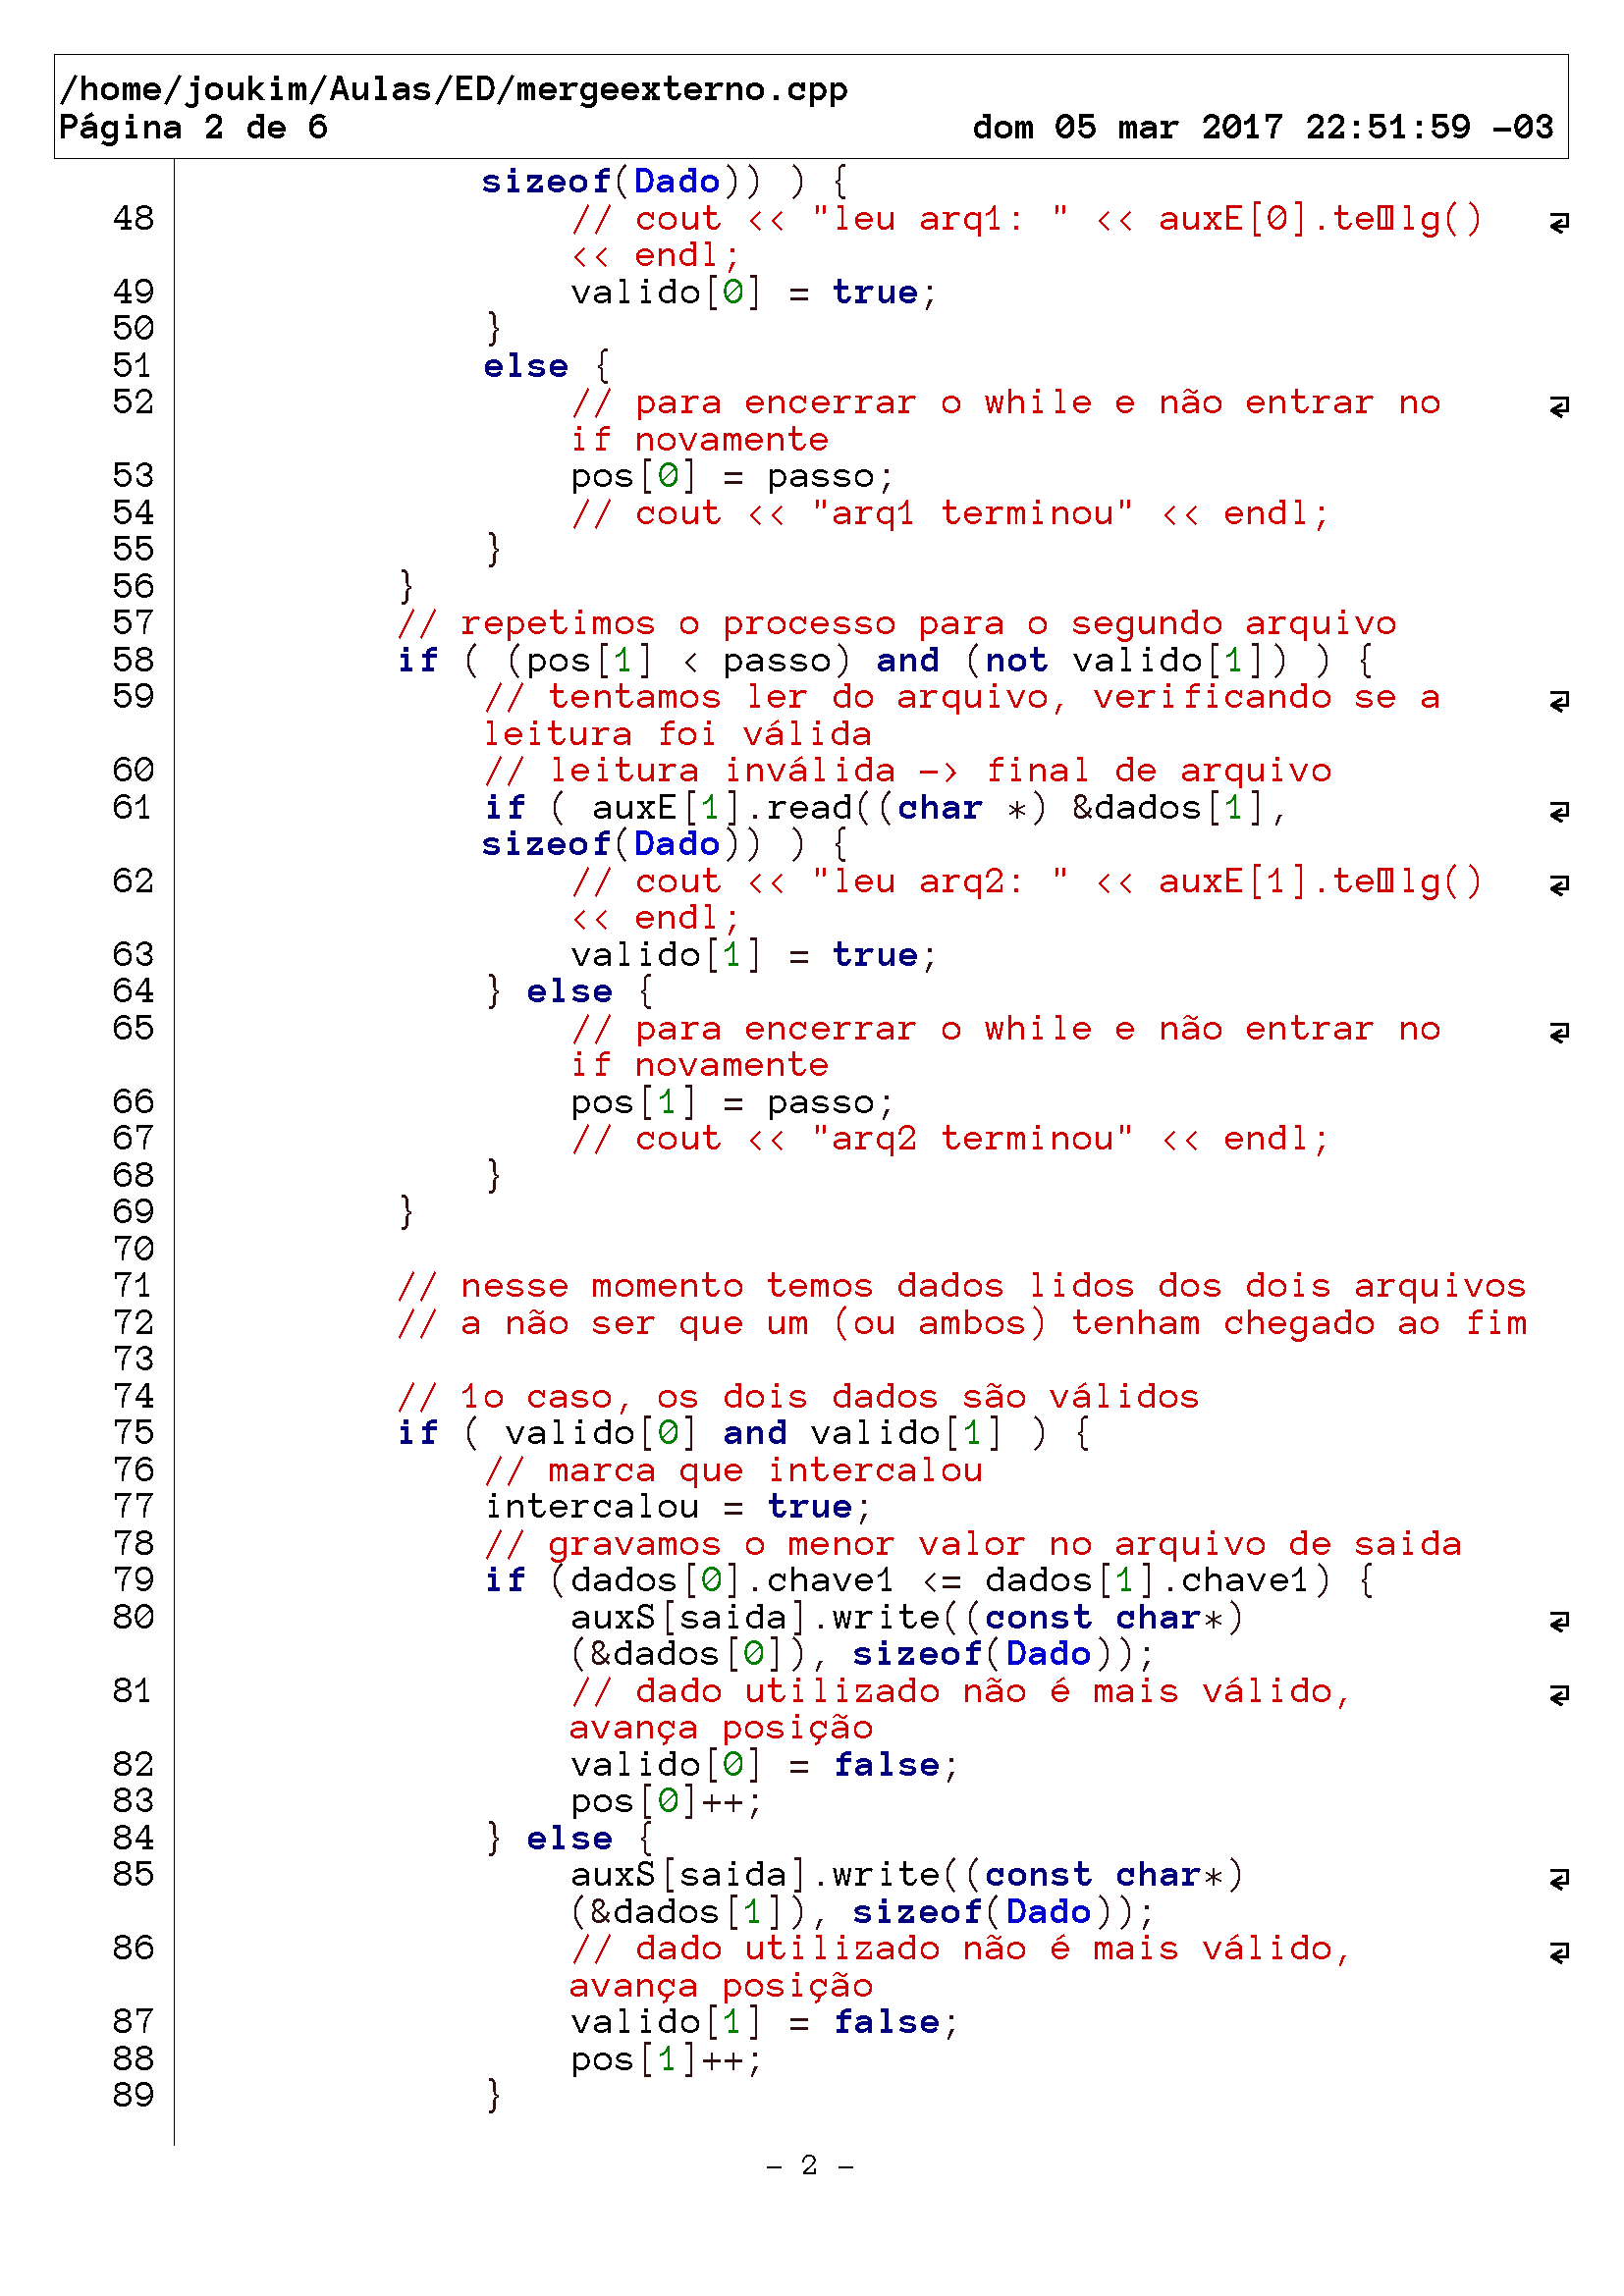 /home/joukim/Aulas/ED/mergeexterno.cpp
Página 2 de 6 dom 05 mar 2017 22:51:59 -03
sizeof(Dado)) ) {
48 // cout << "leu arq1: " << auxE[0].te lg()
<< endl;
49 valido[0] = true;
50 }
51 else {
52 // para encerrar o while e não entrar no
if novamente
53 pos[0] = passo;
54 // cout << "arq1 terminou" << endl;
55 }
56 }
57 // repetimos o processo para o segundo arquivo
58 if ( (pos[1] < passo) and (not valido[1]) ) {
59 // tentamos ler do arquivo, verificando se a
leitura foi válida
60 // leitura inválida -> final de arquivo
61 if ( auxE[1].read((char *) &dados[1],
sizeof(Dado)) ) {
62 // cout << "leu arq2: " << auxE[1].te lg()
<< endl;
63 valido[1] = true;
64 } else {
65 // para encerrar o while e não entrar no
if novamente
66 pos[1] = passo;
67 // cout << "arq2 terminou" << endl;
68 }
69 }
70
71 // nesse momento temos dados lidos dos dois arquivos
72 // a não ser que um (ou ambos) tenham chegado ao fim
73
74 // 1o caso, os dois dados são válidos
75 if ( valido[0] and valido[1] ) {
76 // marca que intercalou
77 intercalou = true;
78 // gravamos o menor valor no arquivo de saida
79 if (dados[0].chave1 <= dados[1].chave1) {
80 auxS[saida].write((const char*)
(&dados[0]), sizeof(Dado));
81 // dado utilizado não é mais válido,
avança posição
82 valido[0] = false;
83 pos[0]++;
84 } else {
85 auxS[saida].write((const char*)
(&dados[1]), sizeof(Dado));
86 // dado utilizado não é mais válido,
avança posição
87 valido[1] = false;
88 pos[1]++;
89 }
- 2 -